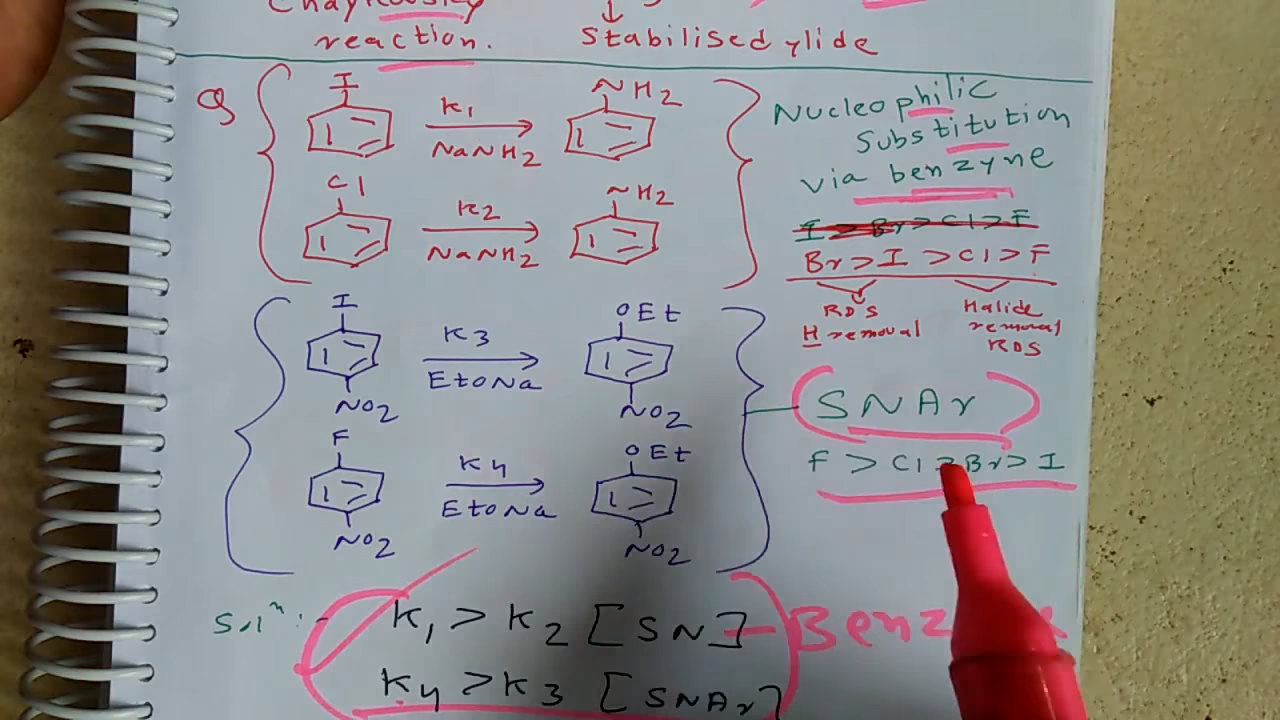 reaction.
Stabilised ylide
Q
I
K1
NaNH2
NH2
Cl
K2
NaNH2
NH2
Nucleophilic
Substitution
via benzyne
I > Br > Cl > F
Br > I > Cl > F
RDS
H removal
Halide
removal
RDS
I
NO2
K3
EtONa
OEt
NO2
F
NO2
K4
EtONa
OEt
NO2
SNAr
F > Cl > Br > I
Soln :-
K1 > K2 [SN] -
K4 > K3 [SNAr]